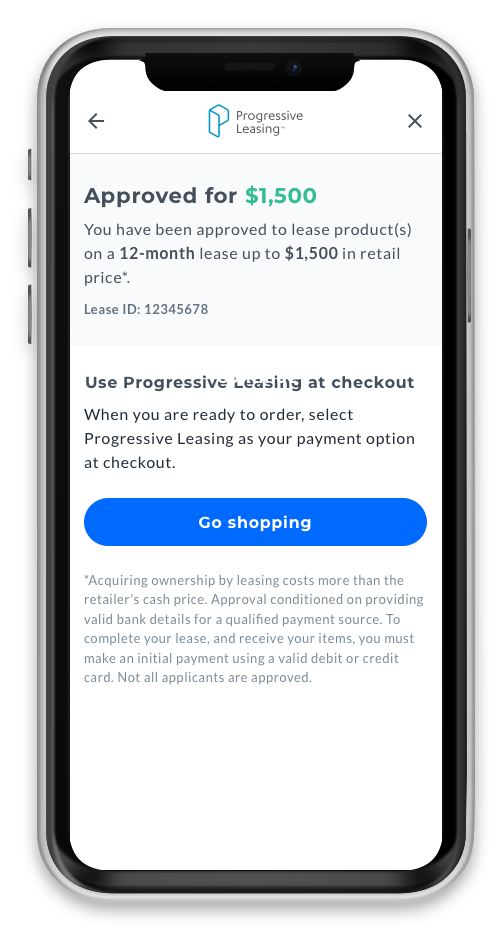 Progressive
Leasing™
Approved for $1,500
You have been approved to lease product(s)
on a 12-month lease up to $1,500 in retail
price*.
Lease ID: 12345678
Use Progressive Leasing at checkout
When you are ready to order, select
Progressive Leasing as your payment option
at checkout.
Go shopping
*Acquiring ownership by leasing costs more than the
retailer's cash price. Approval conditioned on providing
valid bank details for a qualified payment source. To
complete your lease, and receive your items, you must
make an initial payment using a valid debit or credit
card. Not all applicants are approved.